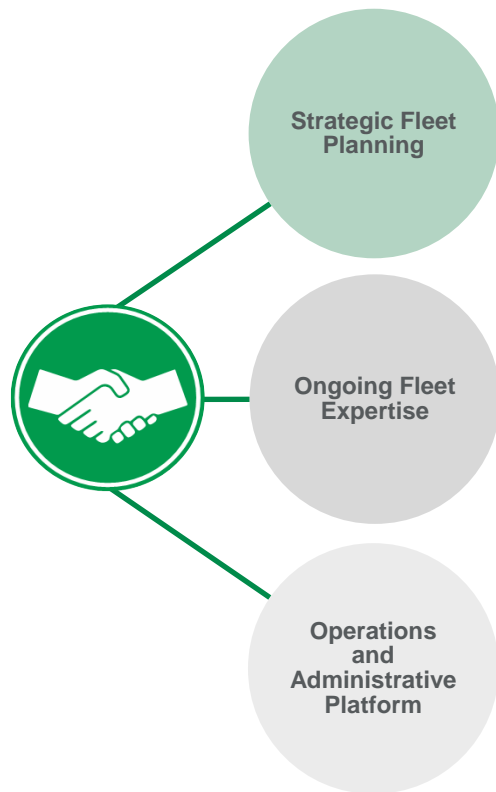 Strategic Fleet
Planning
Ongoing Fleet
Expertise
Operations
and
Administrative
Platform